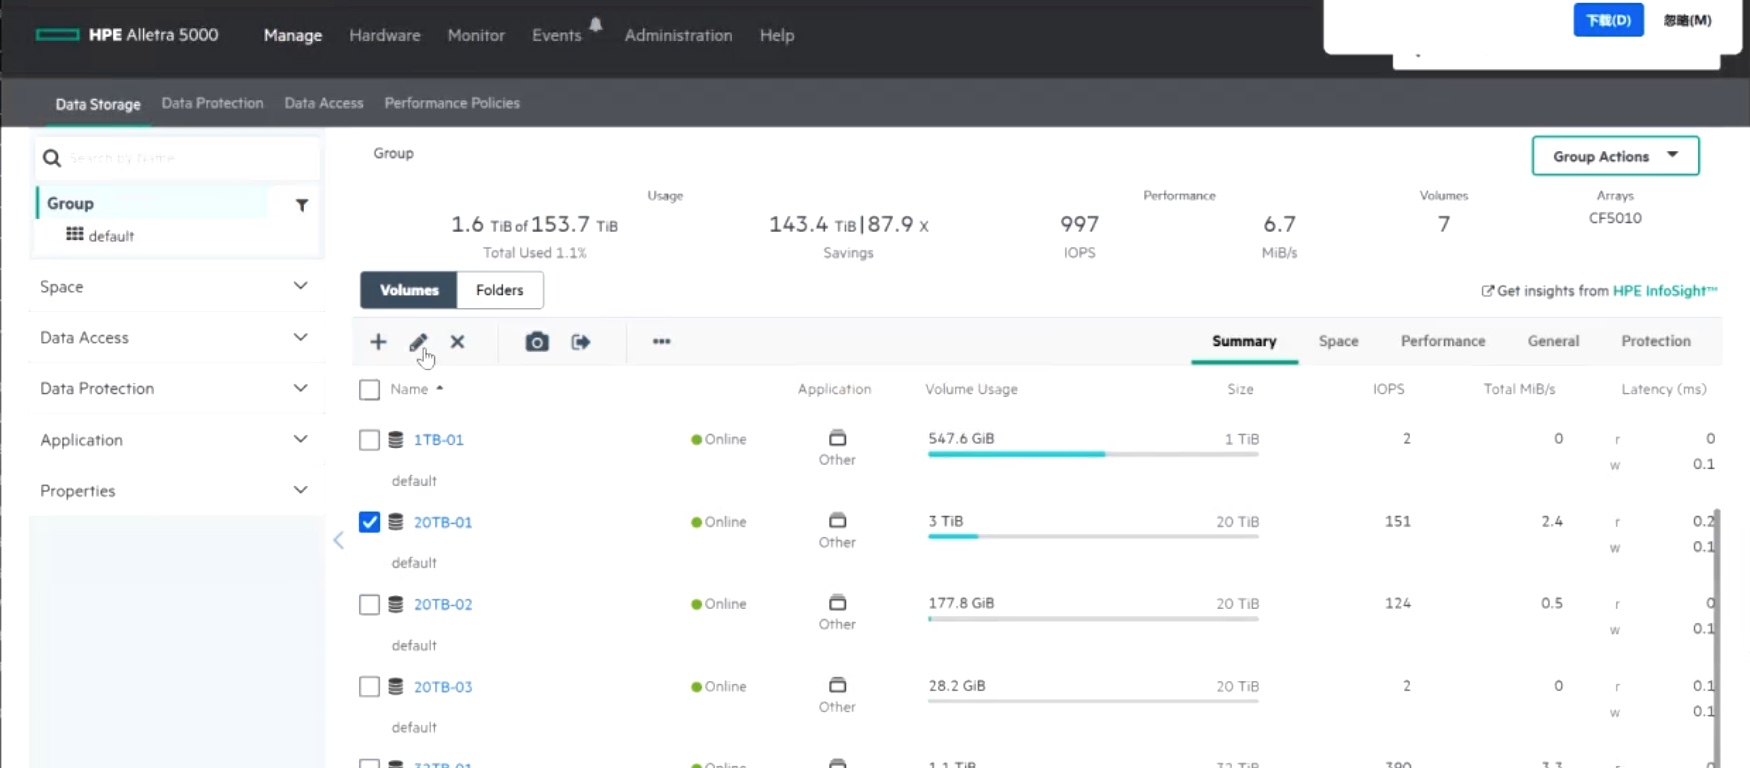 下载(D) 忽略(M)
HPE Alletra 5000 Manage Hardware Monitor Events Administration Help
Data Storage Data Protection Data Access Performance Policies
Search by Name
Group
default
Space
Data Access
Data Protection
Application
Properties
Group
Group Actions
Usage Performance Volumes Arrays
1.6 TiB of 153.7 TiB 143.4 TiB|87.9 X 997 6.7 7 CF5010
Total Used 1.1% Savings IOPS MiB/s
Volumes Folders
Get insights from HPE InfoSight™
Summary Space Performance General Protection
Name Application Volume Usage Size IOPS Total MiB/s Latency (ms)
1TB-01 Online Other 547.6 GiB 1 TiB 2 0 r 0
w 0.1
default
20TB-01 Online Other 3 TiB 20 TiB 151 2.4 r 0.2
w 0.1
default
20TB-02 Online Other 177.8 GiB 20 TiB 124 0.5 r 0
w 0.1
default
20TB-03 Online Other 28.2 GiB 20 TiB 2 0 r 0.1
w 0.1
default
32TB-01 Online 1.1 TiB 32 TiB 390 3.3 r 0